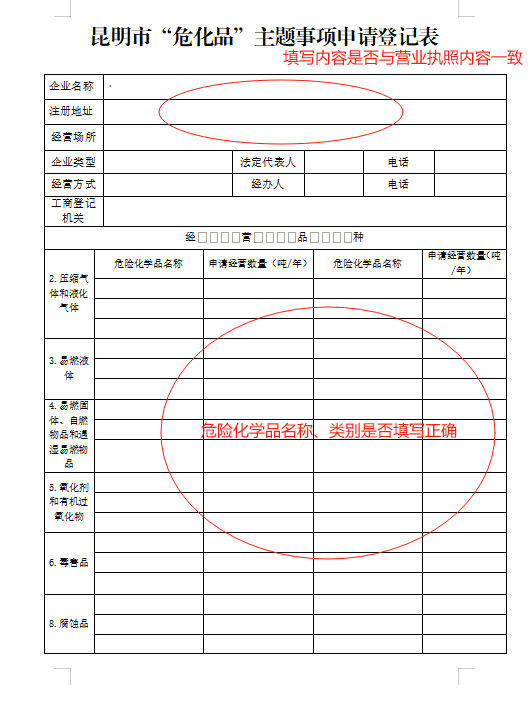 昆明市“危化品”主题事项申请登记表
填写内容是否与营业执照内容一致
企业名称
注册地址
经营场所
企业类型 法定代表人 电话
经营方式 经办人 电话
工商登记
机关
经□□□□营□□□□品□□□□种
危险化学品名称 申请经营数量（吨/年） 危险化学品名称 申请经营数量（吨
/年）
2.压缩气
体和液化
气体
3.易燃液
体
4.易燃固
体、自燃
物品和遇
湿易燃物
品
危险化学品名称、类别是否填写正确
5.氧化剂
和有机过
氧化物
6.毒害品
8.腐蚀品